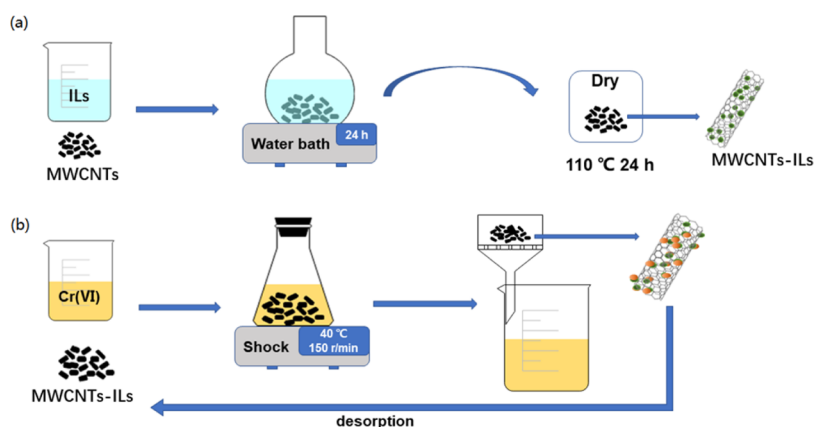 (a)
ILs
MWCNTs
Water bath
24 h
Dry
110 ℃ 24 h
MWCNTs-ILs
(b)
Cr(VI)
MWCNTs-ILs
Shock
40 ℃
150 r/min
desorption